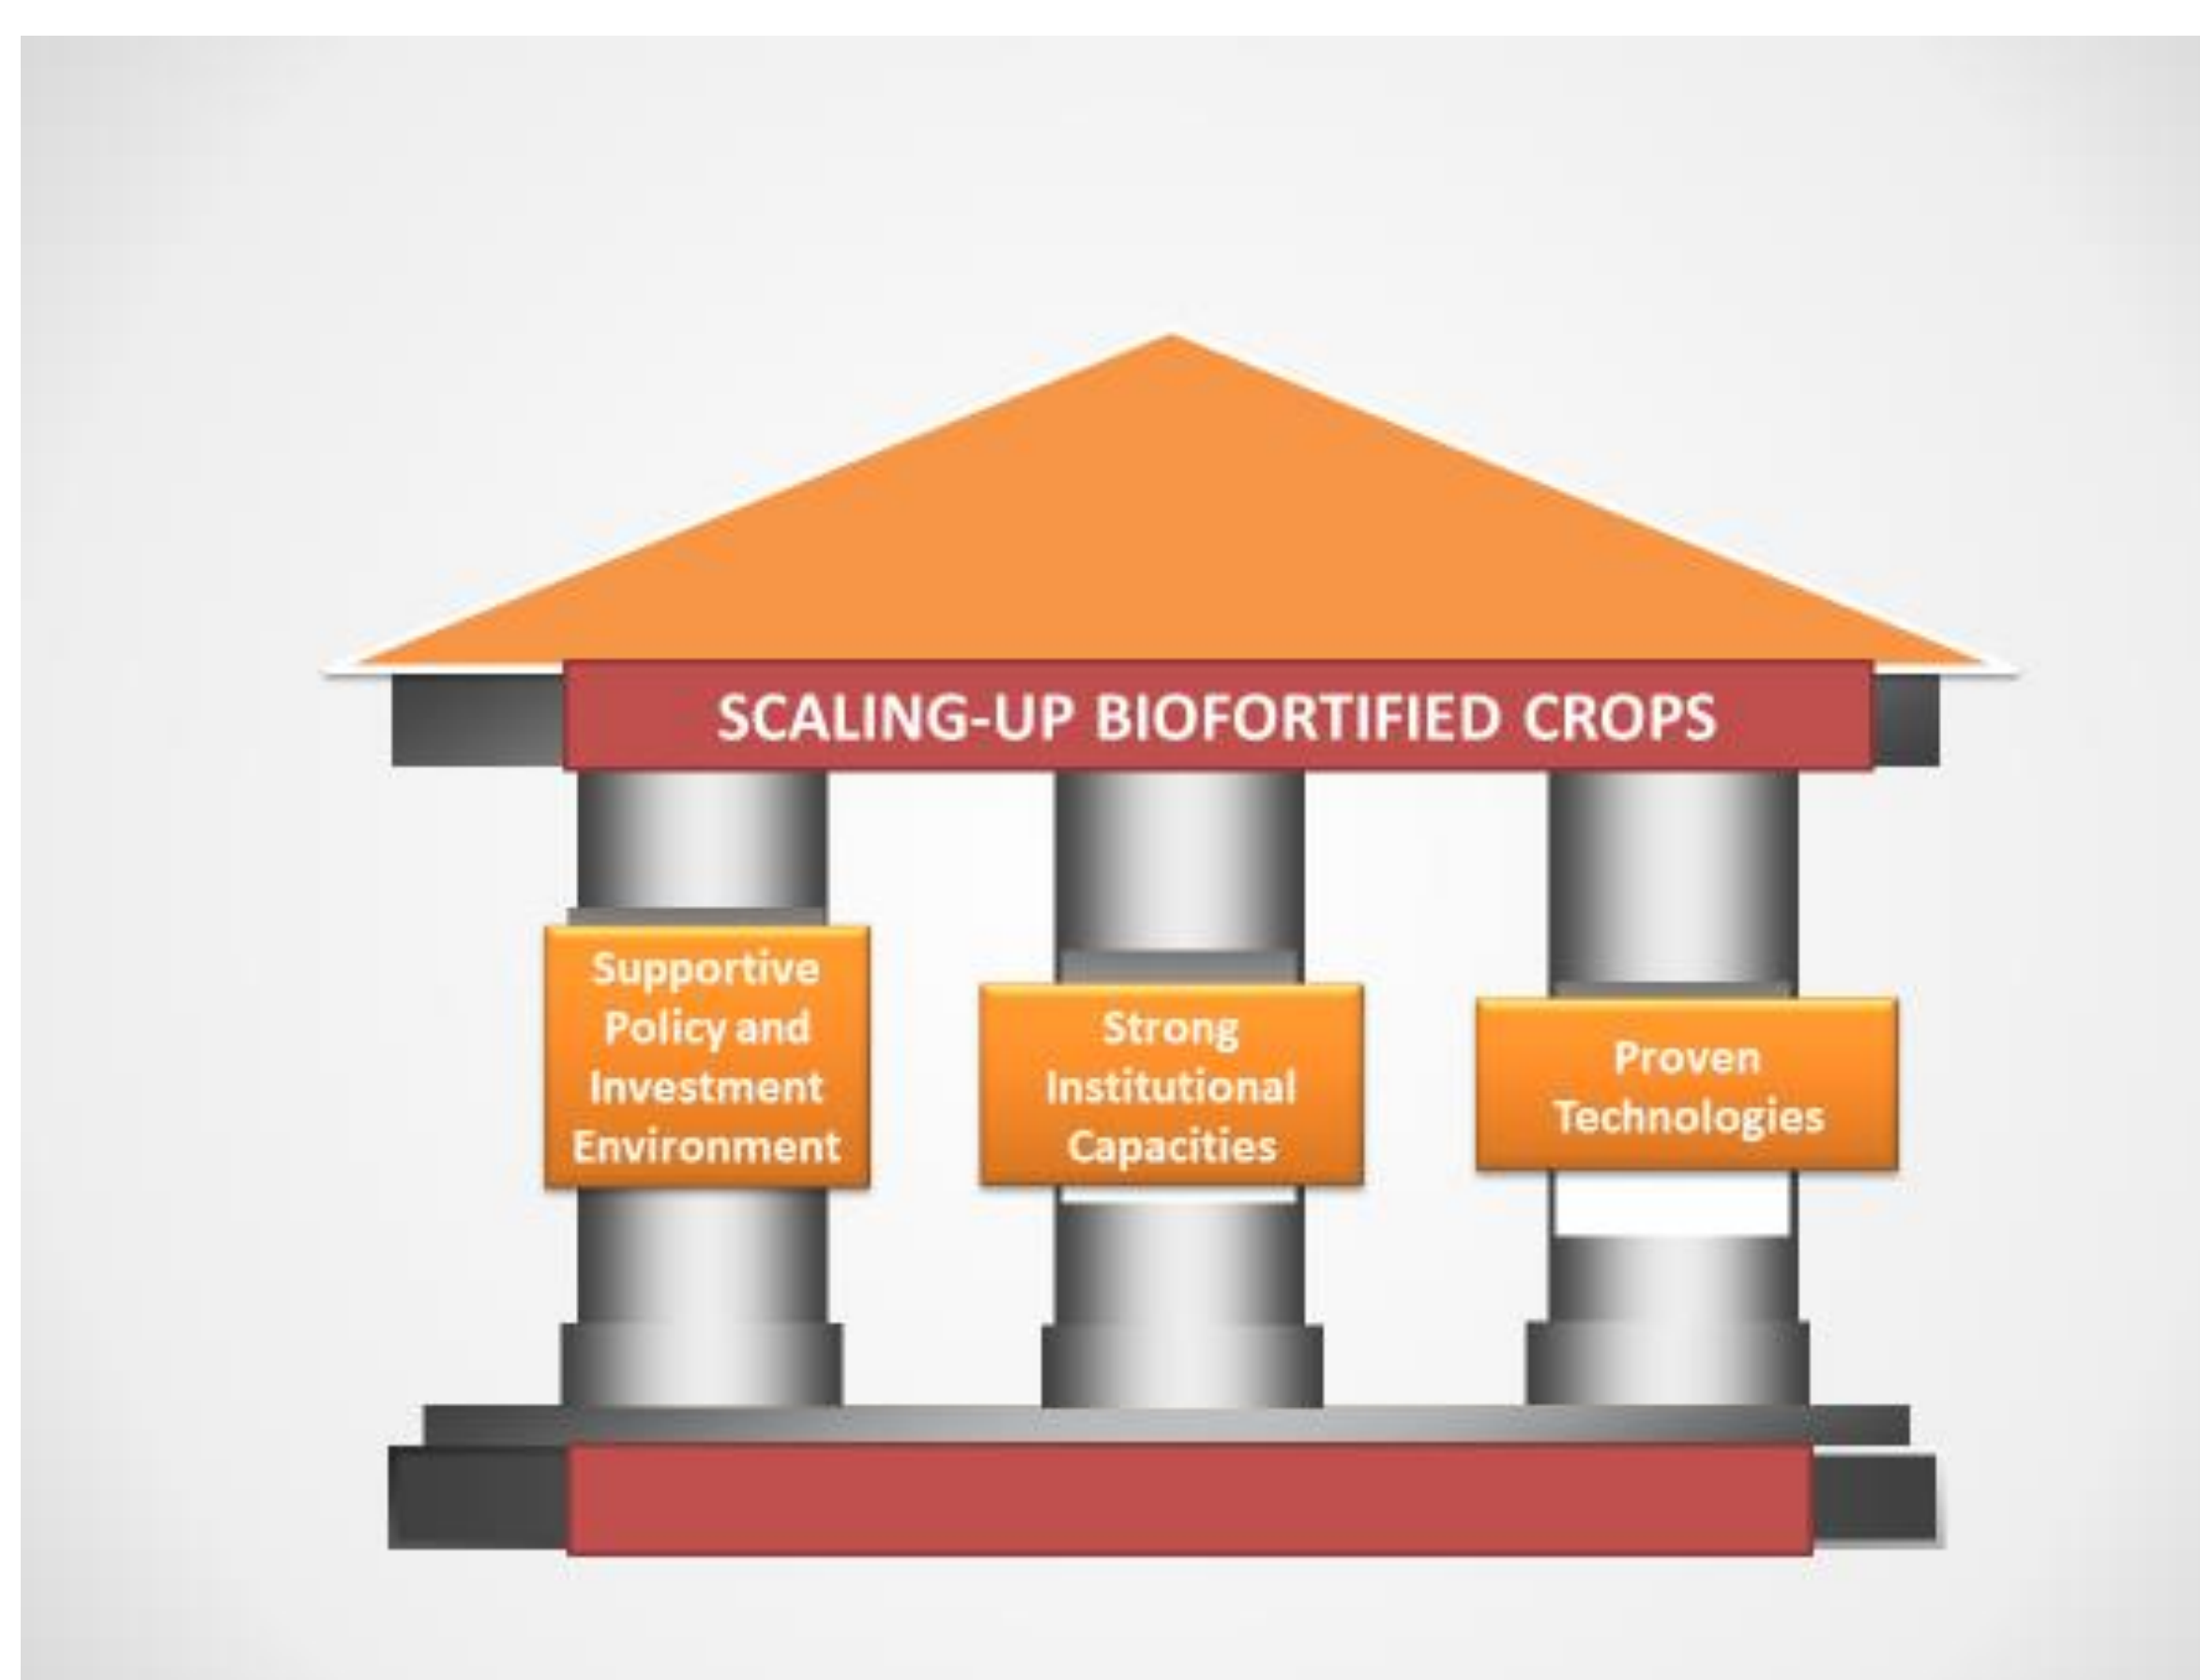 SCALING-UP BIOFORTIFIED CROPS
Supportive
Policy and
Investment
Environment
Strong
Institutional
Capacities
Proven
Technologies